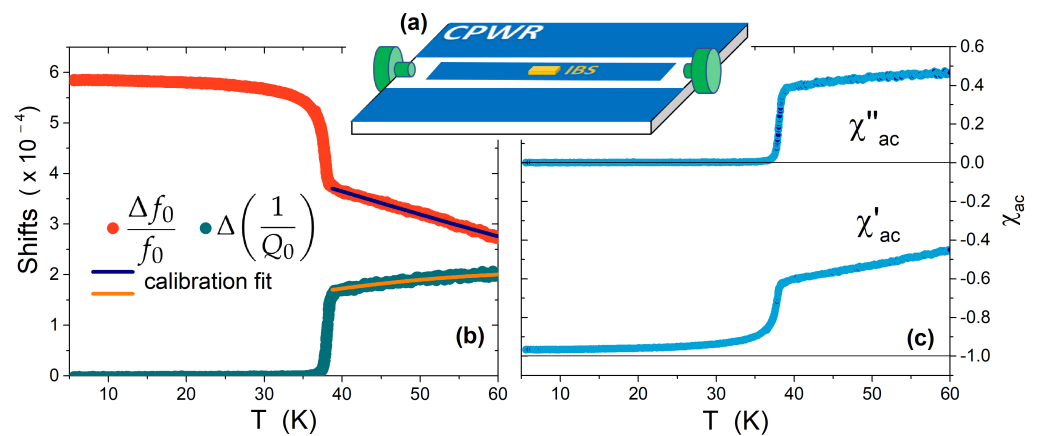 (a)
CPWR
IBS
Shifts ( x 10⁻⁴)
6
5
4
3
2
1
0
Δf₀/f₀
Δ(1/Q₀)
calibration fit
(b)
10 20 30 40 50 60
T (K)
0.6
0.4
0.2
0.0
-0.2
-0.4
-0.6
-0.8
-1.0
χ"ac
χ'ac
χac
(c)
10 20 30 40 50 60
T (K)